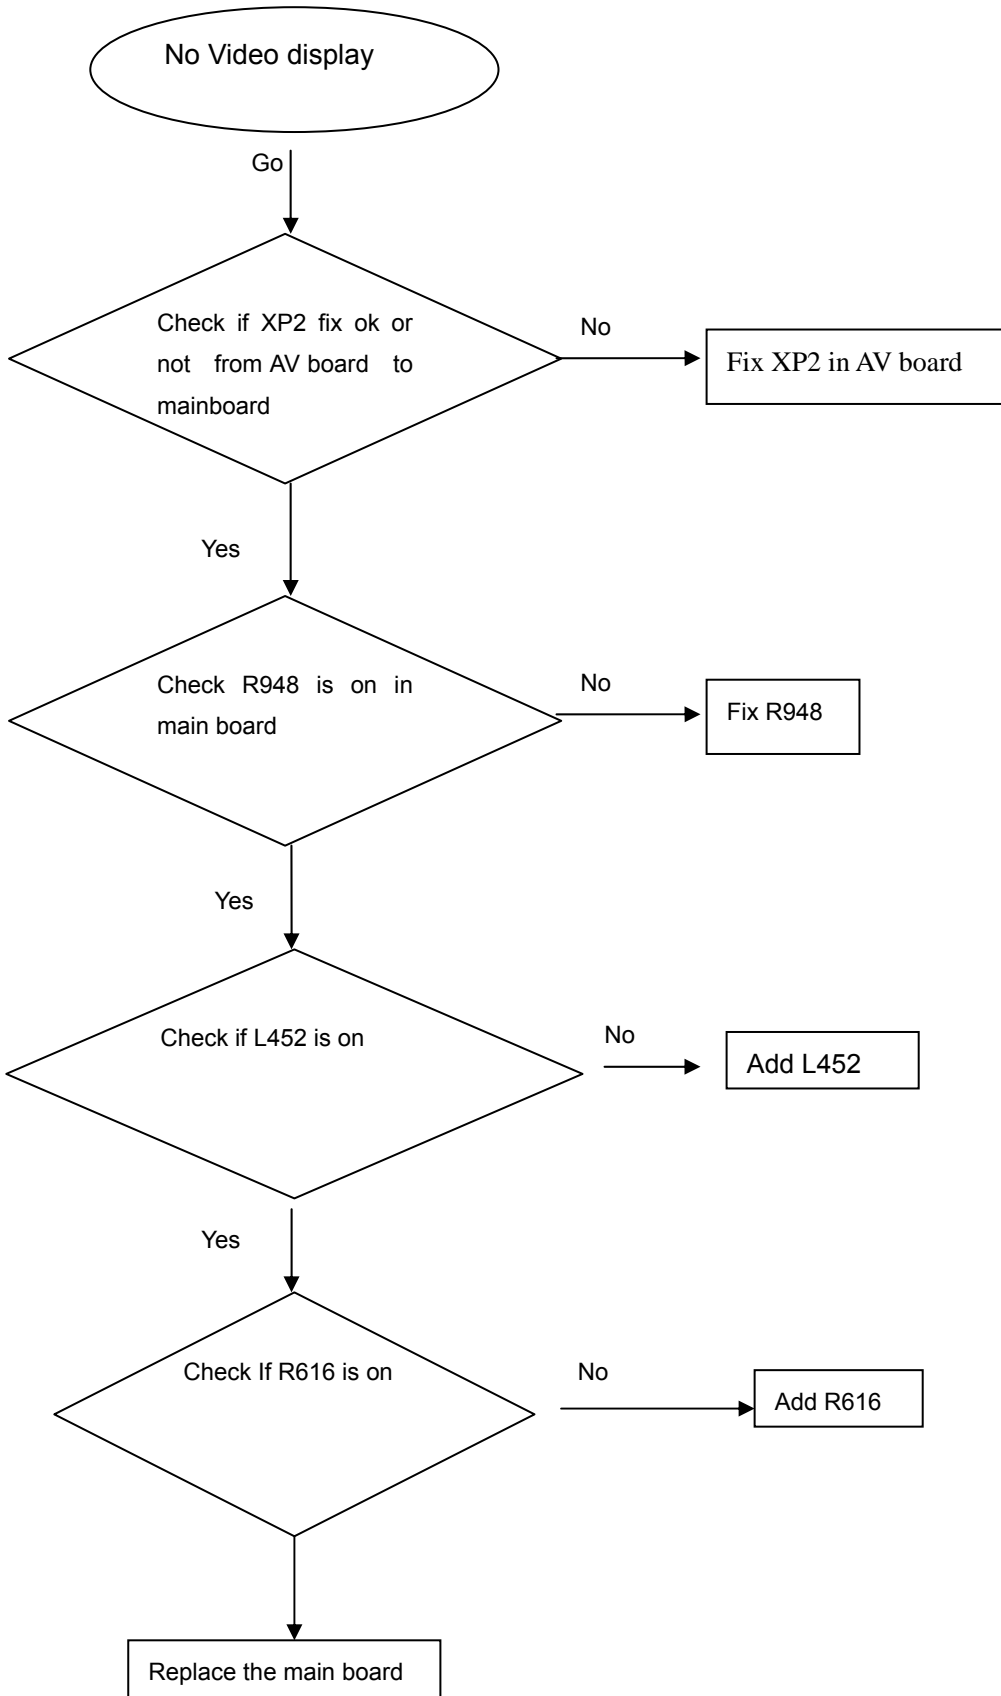 No Video display
Go
Check if XP2 fix ok or
not from AV board to
mainboard
No
Fix XP2 in AV board
Yes
Check R948 is on in
main board
No
Fix R948
Yes
Check if L452 is on
No
Add L452
Yes
Check If R616 is on
No
Add R616
Replace the main board